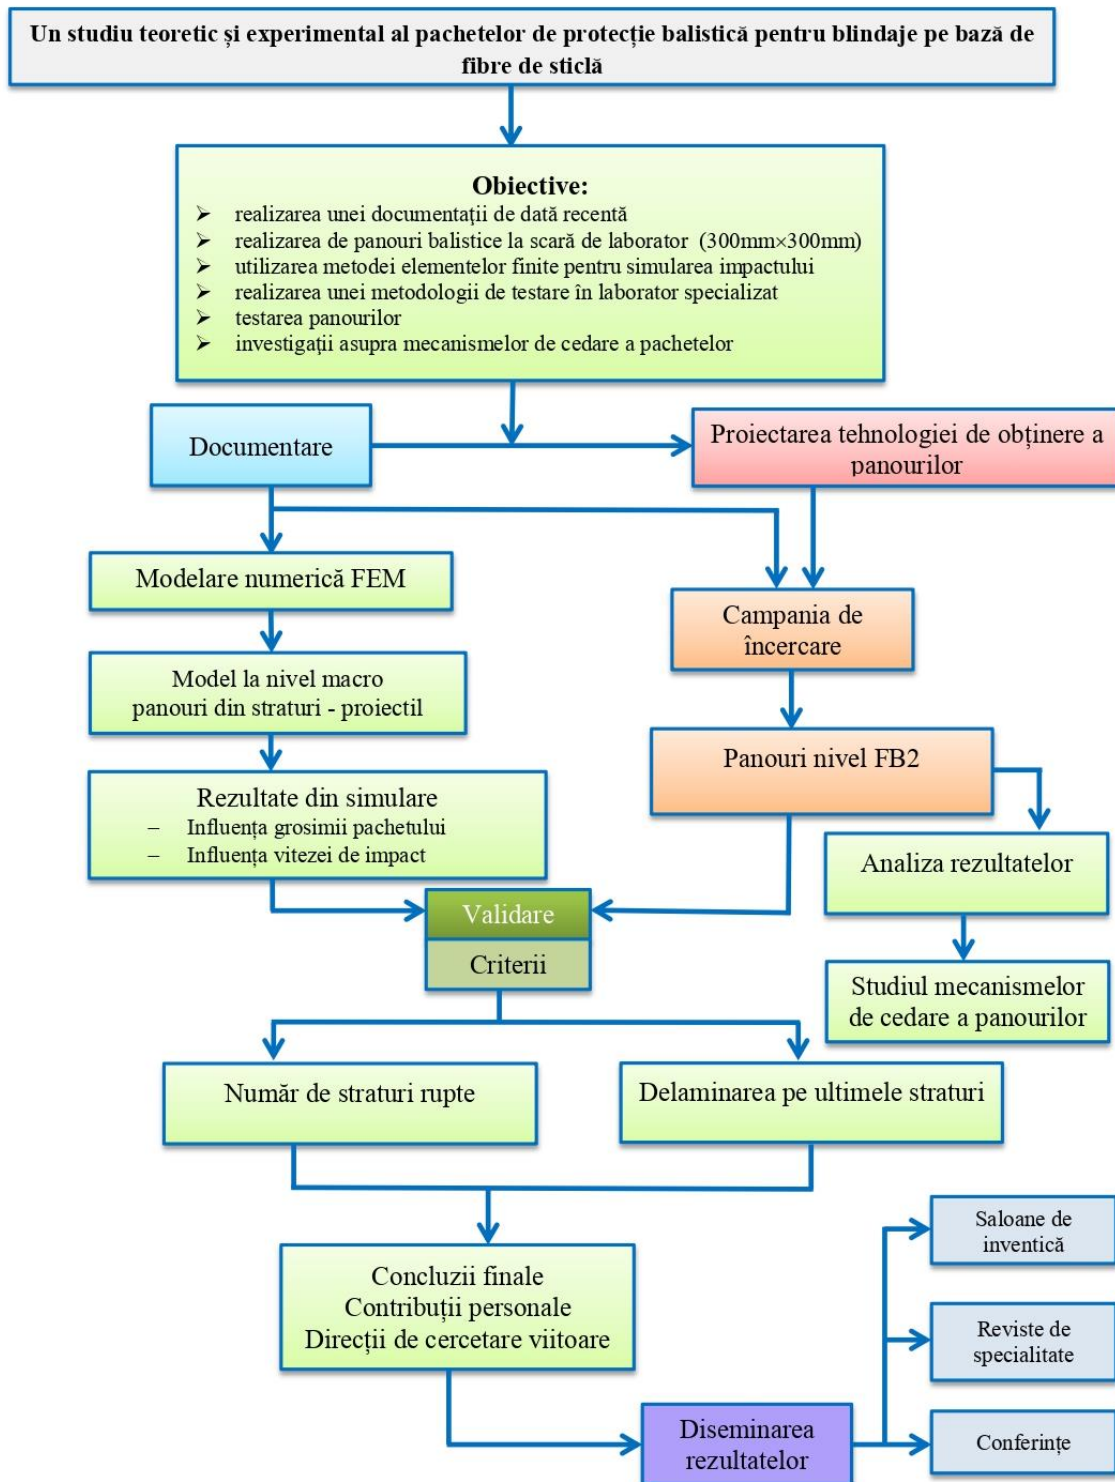 Un studiu teoretic și experimental al pachetelor de protecție balistică pentru blindaje pe bază de
fibre de sticlă
Obiective:
➢ realizarea unei documentaţii de dată recentă
➢ realizarea de panouri balistice la scară de laborator (300mm×300mm)
➢ utilizarea metodei elementelor finite pentru simularea impactului
➢ realizarea unei metodologii de testare în laborator specializat
➢ testarea panourilor
➢ investigaţii asupra mecanismelor de cedare a pachetelor
Documentare
Proiectarea tehnologiei de obținere a
panourilor
Modelare numerică FEM
Campania de
încercare
Model la nivel macro
panouri din straturi - proiectil
Panouri nivel FB2
Rezultate din simulare
– Influența grosimii pachetului
– Influența vitezei de impact
Analiza rezultatelor
Validare
Criterii
Studiul mecanismelor
de cedare a panourilor
Număr de straturi rupte
Delaminarea pe ultimele straturi
Concluzii finale
Contribuții personale
Direcții de cercetare viitoare
Saloane de
inventică
Reviste de
specialitate
Diseminarea
rezultatelor
Conferințe